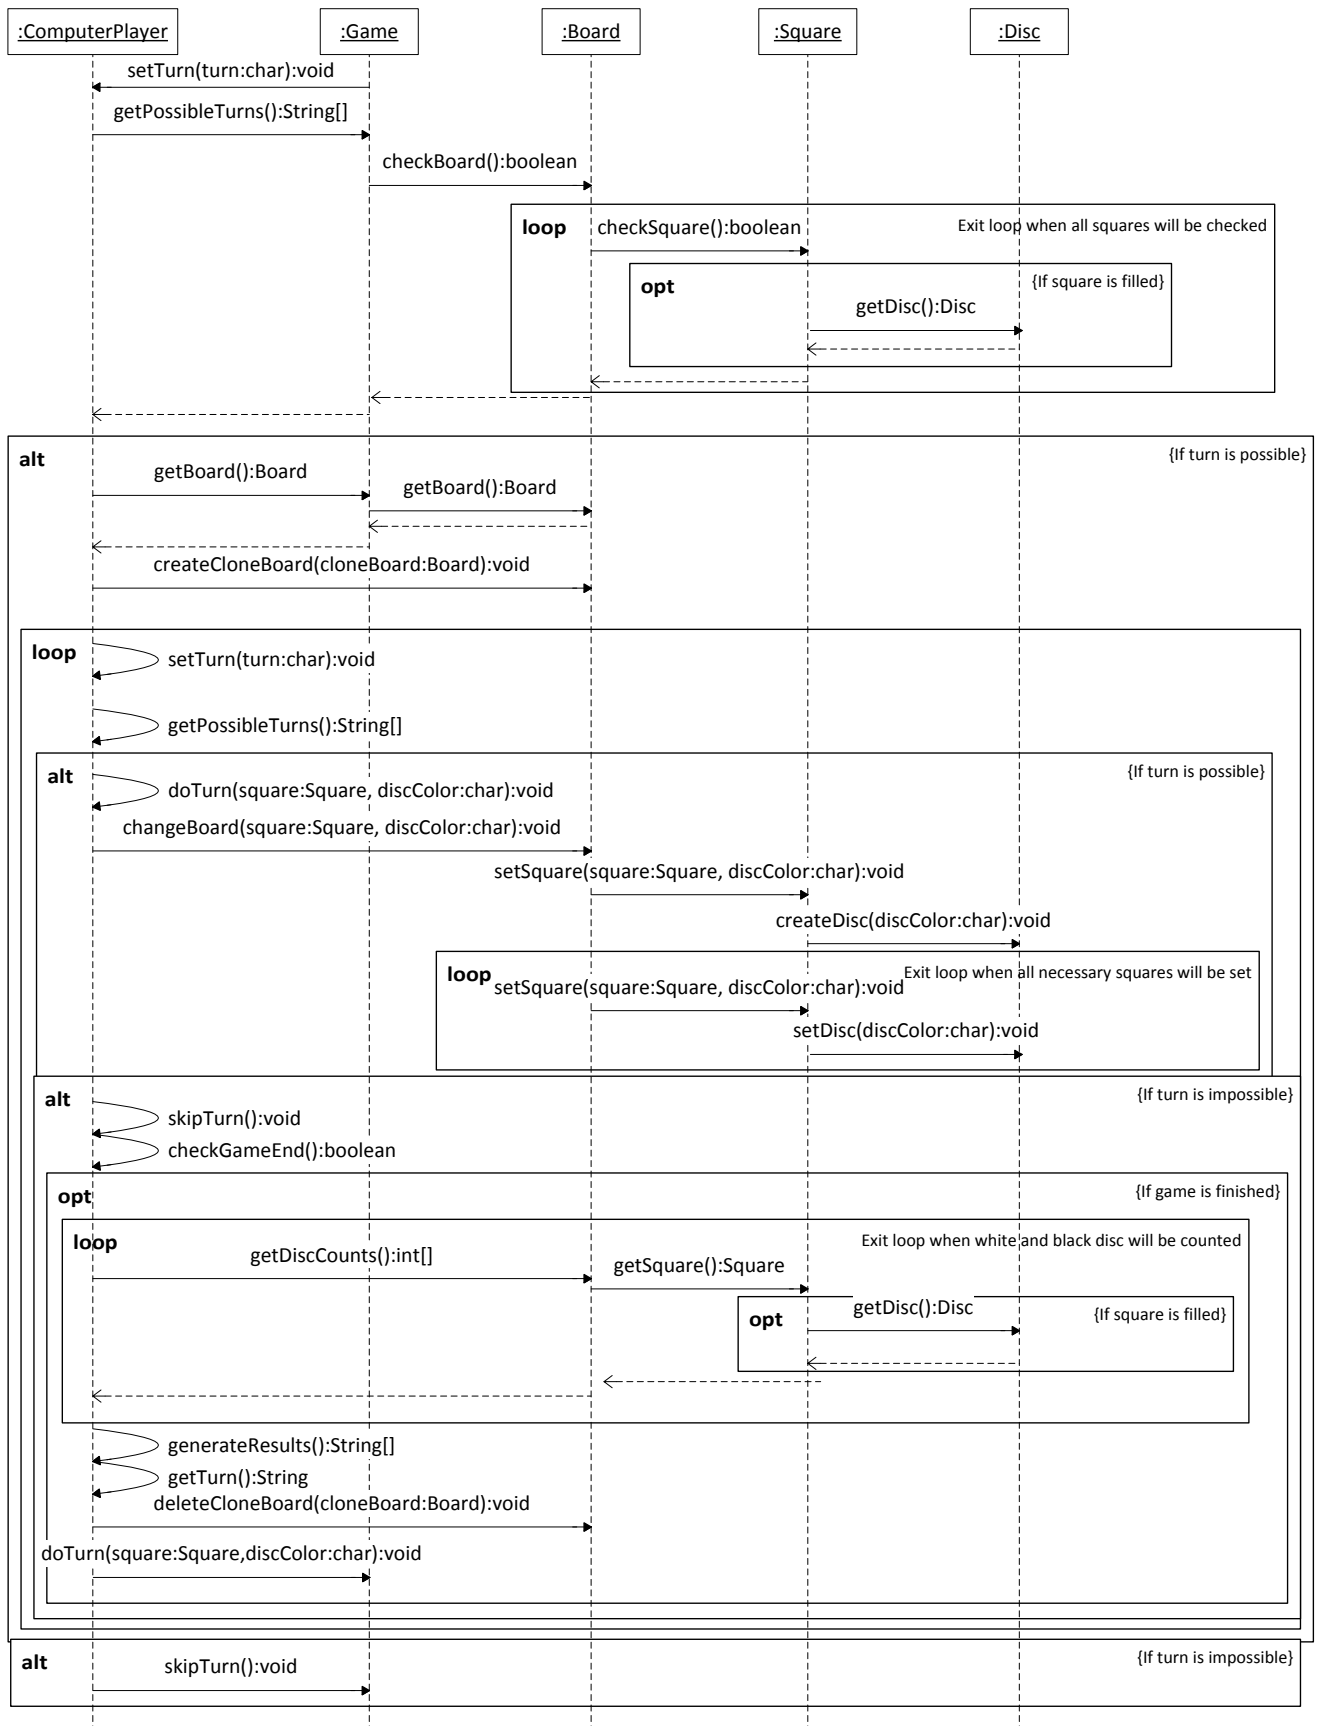 :ComputerPlayer :Game :Board :Square :Disc
setTurn(turn:char):void
getPossibleTurns():String[]
checkBoard():boolean
loop checkSquare():boolean Exit loop when all squares will be checked
opt {If square is filled}
getDisc():Disc
alt {If turn is possible}
getBoard():Board
getBoard():Board
createCloneBoard(cloneBoard:Board):void
loop
setTurn(turn:char):void
getPossibleTurns():String[]
alt {If turn is possible}
doTurn(square:Square, discColor:char):void
changeBoard(square:Square, discColor:char):void
setSquare(square:Square, discColor:char):void
createDisc(discColor:char):void
loop Exit loop when all necessary squares will be set
setSquare(square:Square, discColor:char):void
setDisc(discColor:char):void
alt {If turn is impossible}
skipTurn():void
checkGameEnd():boolean
opt {If game is finished}
loop Exit loop when white and black disc will be counted
getDiscCounts():int[]
getSquare():Square
getDisc():Disc
opt {If square is filled}
generateResults():String[]
getTurn():String
deleteCloneBoard(cloneBoard:Board):void
doTurn(square:Square,discColor:char):void
alt {If turn is impossible}
skipTurn():void